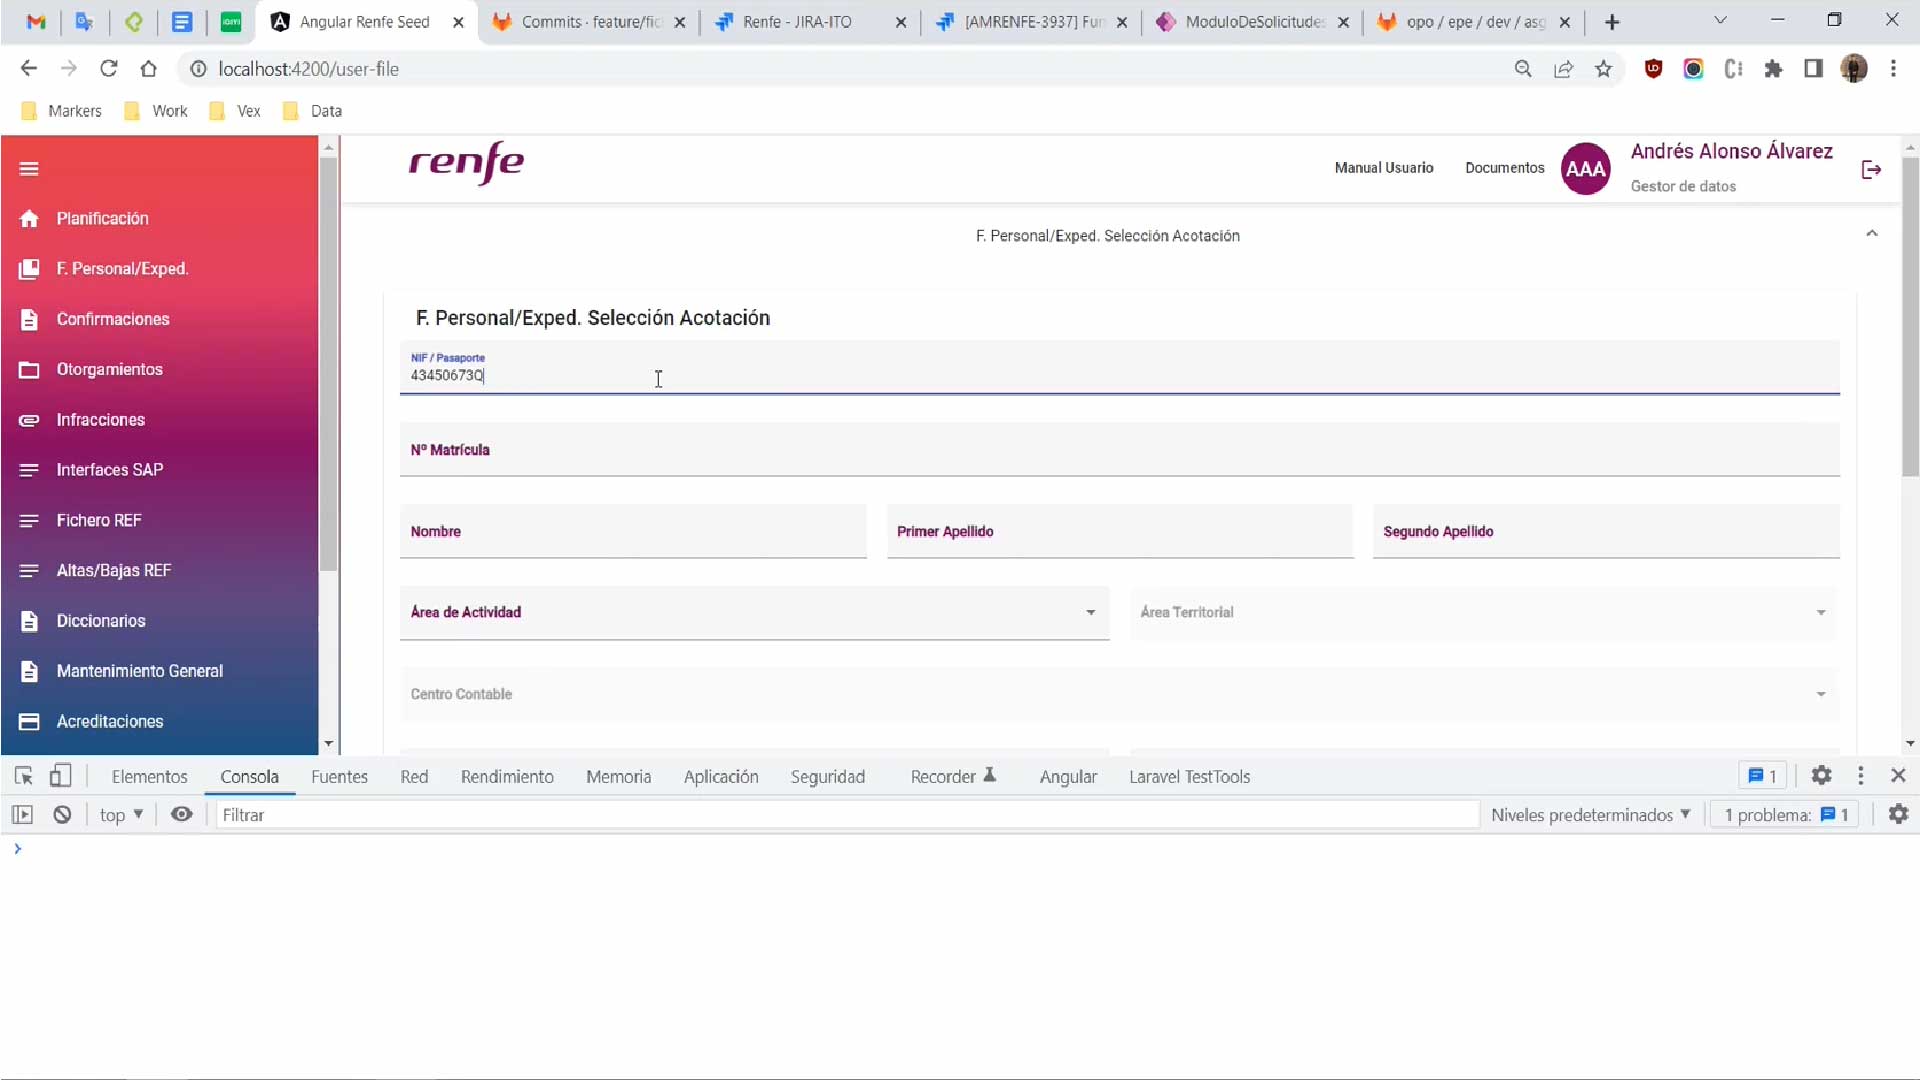 Angular Renfe Seed
Commits · feature/fic
Renfe - JIRA-ITO
[AMRENFE-3937] Fun
ModuloDeSolicitudes
opo / epe / dev / asg
localhost:4200/user-file
Markers
Work
Vex
Data
Planificación
F. Personal/Exped.
Confirmaciones
Otorgamientos
Infracciones
Interfaces SAP
Fichero REF
Altas/Bajas REF
Diccionarios
Mantenimiento General
Acreditaciones
renfe
Manual Usuario
Documentos
AAA
Andrés Alonso Álvarez
Gestor de datos
F. Personal/Exped. Selección Acotación
F. Personal/Exped. Selección Acotación
NIF / Pasaporte
43450673Q
Nº Matrícula
Nombre
Primer Apellido
Segundo Apellido
Área de Actividad
Área Territorial
Centro Contable
Elementos
Consola
Fuentes
Red
Rendimiento
Memoria
Aplicación
Seguridad
Recorder
Angular
Laravel TestTools
1
top
Filtrar
Niveles predeterminados
1 problema: 1